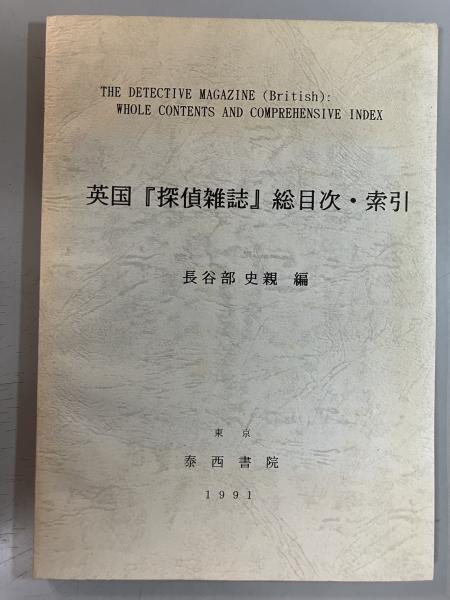 THE DETECTIVE MAGAZINE (British):
WHOLE CONTENTS AND COMPREHENSIVE INDEX
英国『探偵雑誌』総目次・索引
長谷部 史親 編
東 京
泰西書院
1991